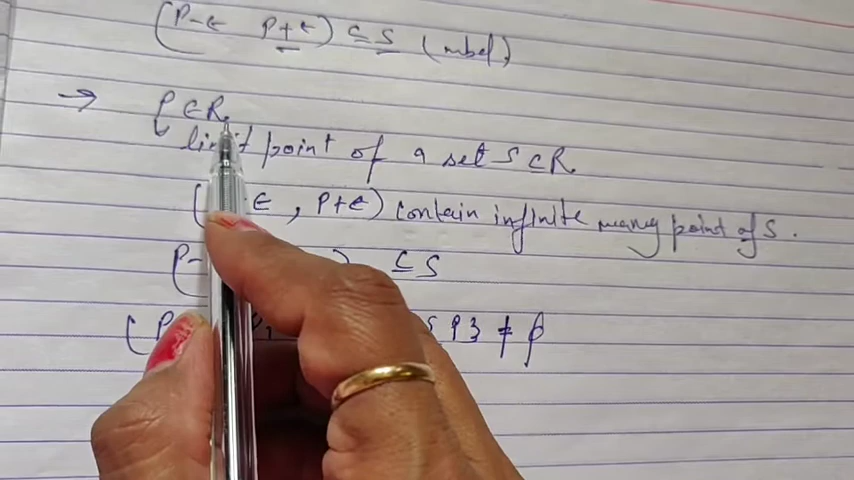 (P-ϵ P+ϵ) ⊆ S (nbd)
→ P ∈ R
limit point of a set S ⊂ R.
ϵ, P+ϵ) contain infinite many point of S.
P- ) ⊆ S
(P } ≠ ϕ